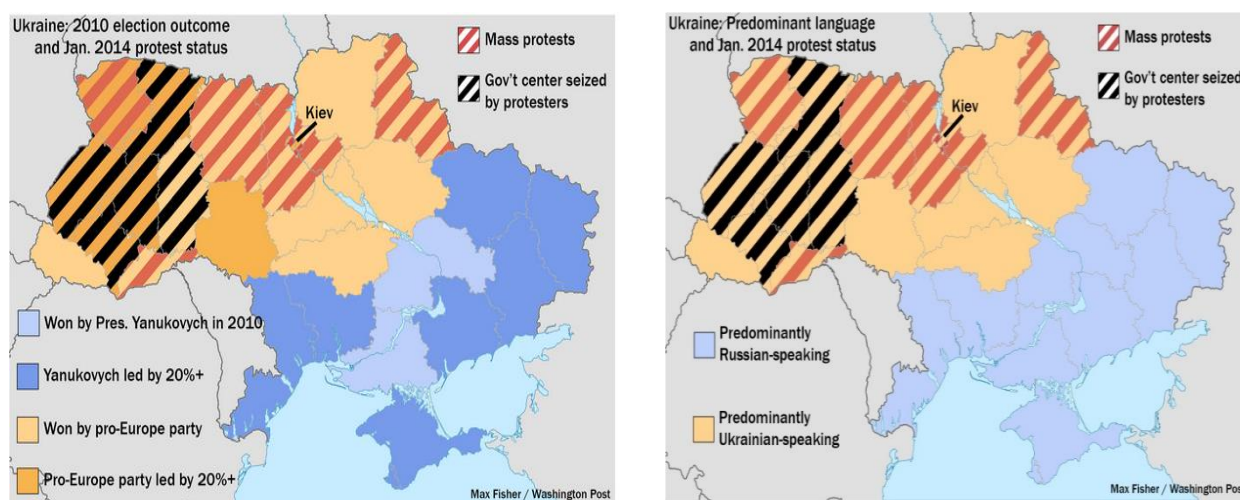 Ukraine: 2010 election outcome
and Jan. 2014 protest status
Mass protests
Gov't center seized
by protesters
Kiev
Won by Pres. Yanukovych in 2010
Yanukovych led by 20%+
Won by pro-Europe party
Pro-Europe party led by 20%+
Max Fisher / Washington Post
Ukraine: Predominant language
and Jan. 2014 protest status
Mass protests
Gov't center seized
by protesters
Kiev
Predominantly
Russian-speaking
Predominantly
Ukrainian-speaking
Max Fisher / Washington Post